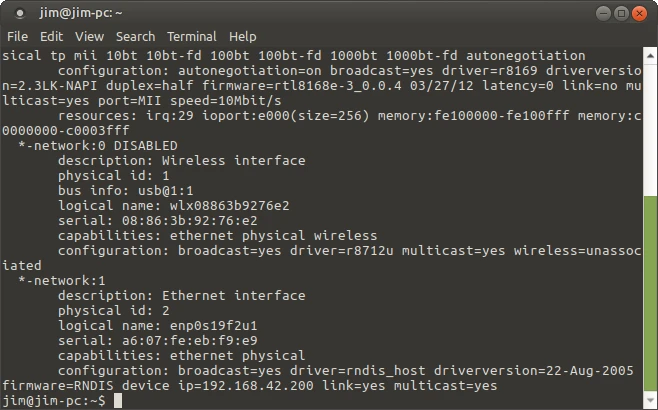 jim@jim-pc: ~
File Edit View Search Terminal Help
sical tp mii 10bt 10bt-fd 100bt 100bt-fd 1000bt 1000bt-fd autonegotiation
configuration: autonegotiation=on broadcast=yes driver=r8169 driverversio
n=2.3LK-NAPI duplex=half firmware=rtl8168e-3_0.0.4 03/27/12 latency=0 link=no mu
lticast=yes port=MII speed=10Mbit/s
resources: irq:29 ioport:e000(size=256) memory:fe100000-fe100fff memory:c
0000000-c0003fff
*-network:0 DISABLED
description: Wireless interface
physical id: 1
bus info: usb@1:1
logical name: wlx08863b9276e2
serial: 08:86:3b:92:76:e2
capabilities: ethernet physical wireless
configuration: broadcast=yes driver=r8712u multicast=yes wireless=unassoc
iated
*-network:1
description: Ethernet interface
physical id: 2
logical name: enp0s19f2u1
serial: a6:07:fe:eb:f9:e9
capabilities: ethernet physical
configuration: broadcast=yes driver=rndis_host driverversion=22-Aug-2005
firmware=RNDIS device ip=192.168.42.200 link=yes multicast=yes
jim@jim-pc:~$